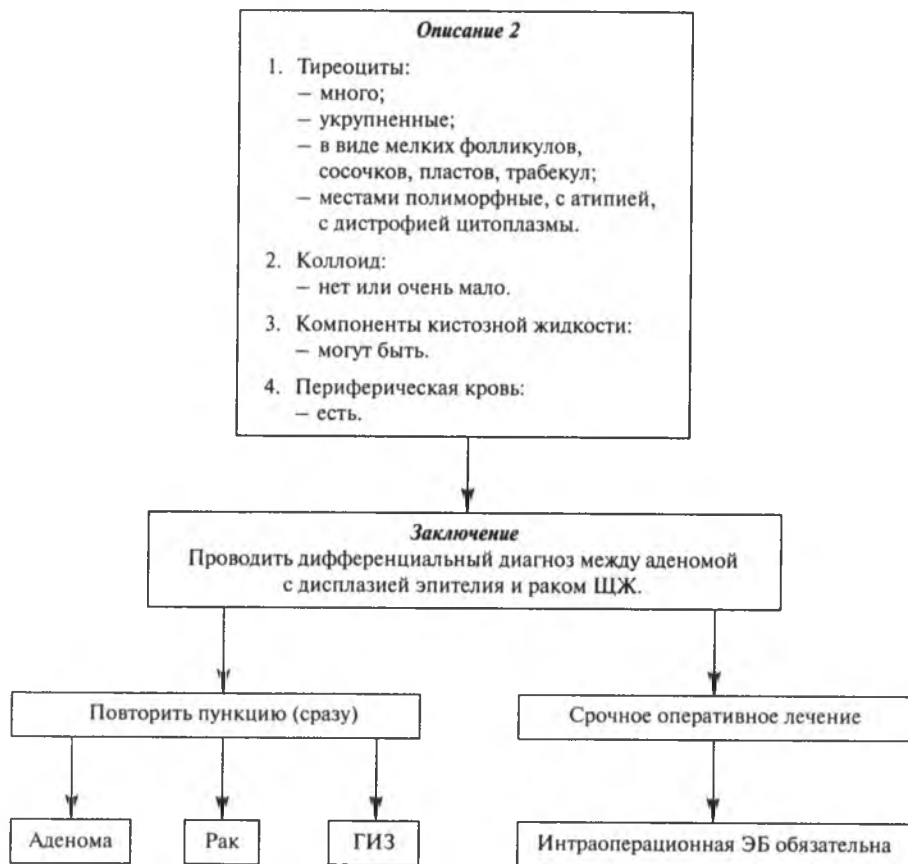 Описание 2
1. Тиреоциты:
– много;
– укрупненные;
– в виде мелких фолликулов,
сосочков, пластов, трабекул;
– местами полиморфные, с атипией,
с дистрофией цитоплазмы.
2. Коллоид:
– нет или очень мало.
3. Компоненты кистозной жидкости:
– могут быть.
4. Периферическая кровь:
– есть.
Заключение
Проводить дифференциальный диагноз между аденомой
с дисплазией эпителия и раком ЩЖ.
Повторить пункцию (сразу)
Срочное оперативное лечение
Аденома
Рак
ГИЗ
Интраоперационная ЭБ обязательна